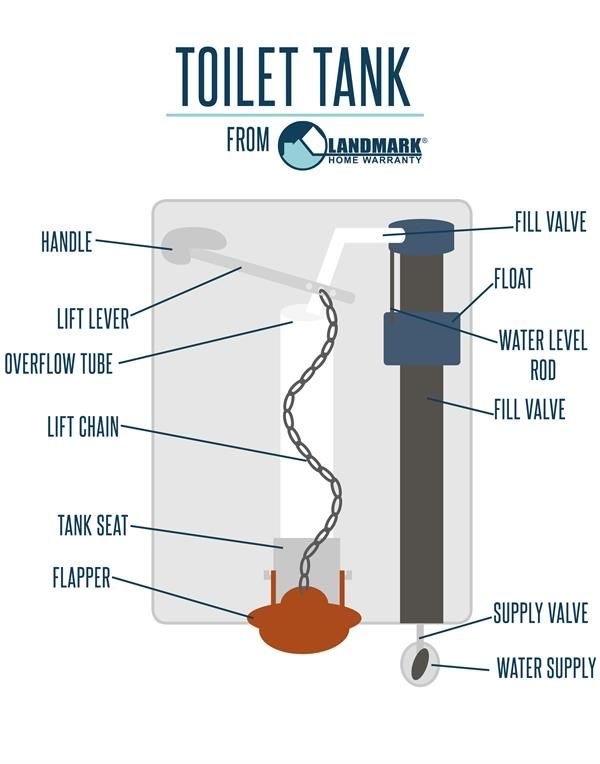 TOILET TANK
FROM LANDMARK®
HOME WARRANTY
HANDLE
LIFT LEVER
OVERFLOW TUBE
LIFT CHAIN
TANK SEAT
FLAPPER
FILL VALVE
FLOAT
WATER LEVEL
ROD
FILL VALVE
SUPPLY VALVE
WATER SUPPLY